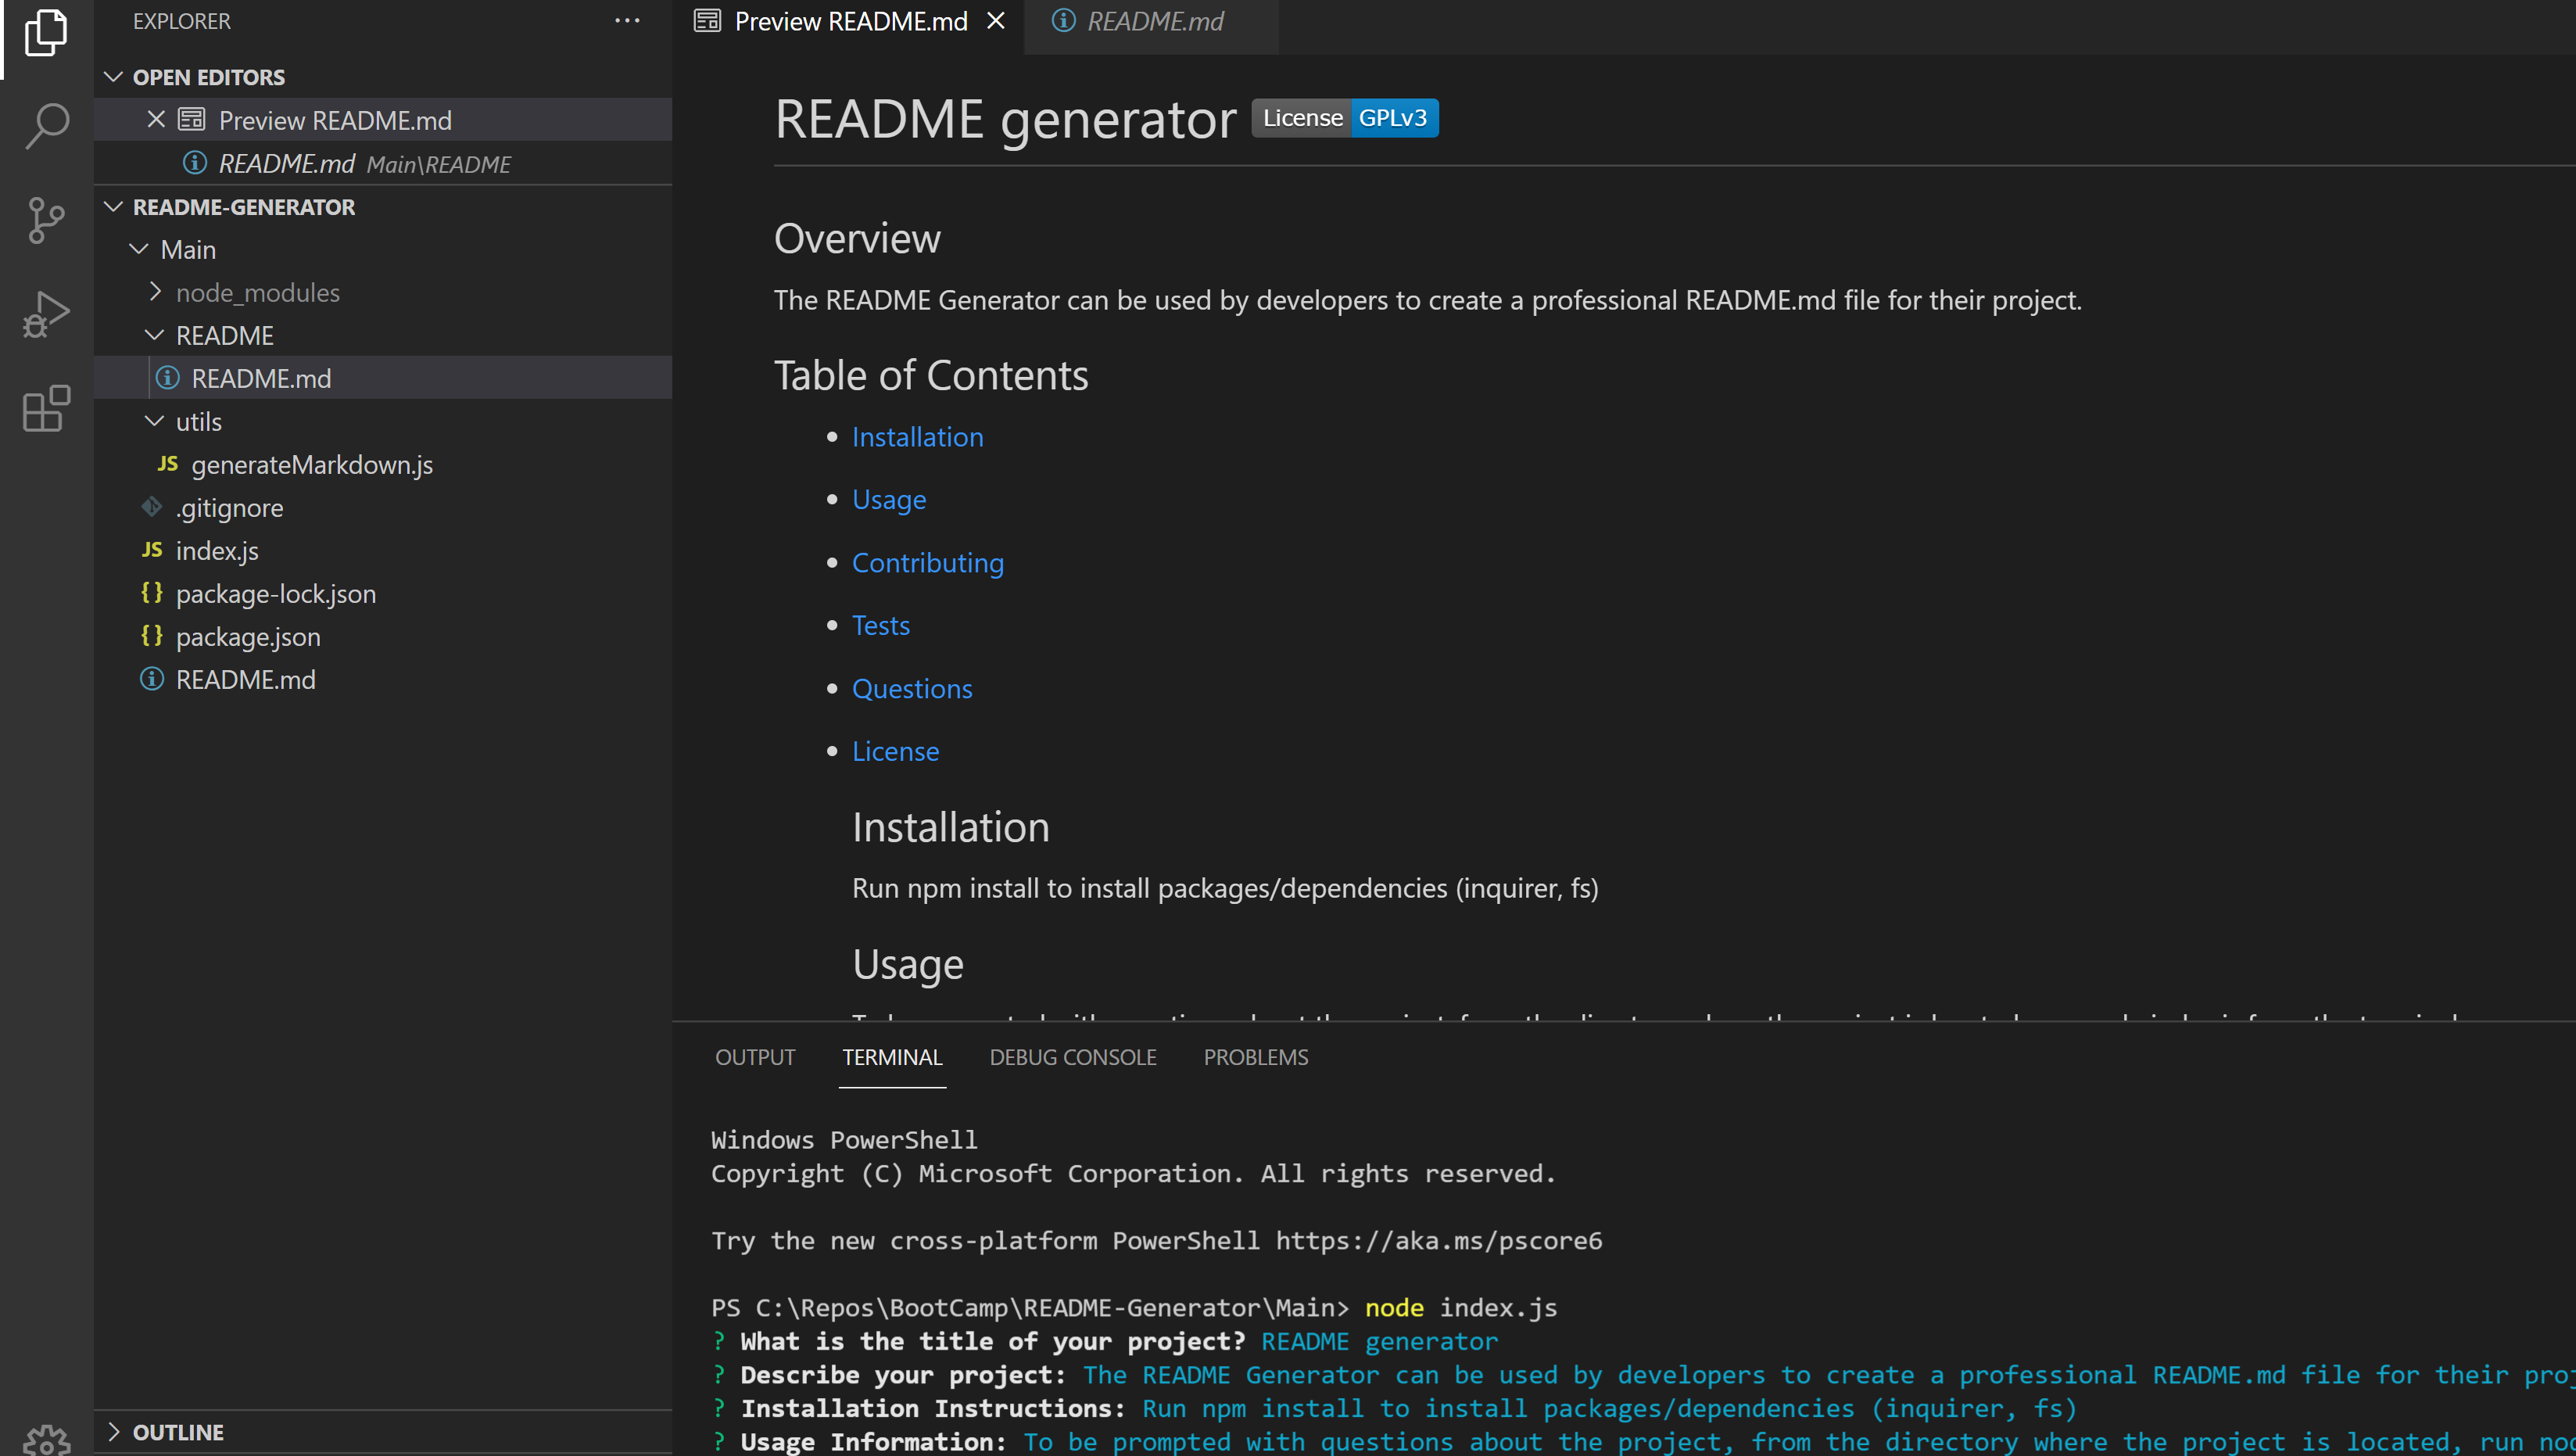 EXPLORER
OPEN EDITORS
Preview README.md
README.md Main\README
README-GENERATOR
Main
node_modules
README
README.md
utils
JS generateMarkdown.js
.gitignore
JS index.js
{} package-lock.json
{} package.json
README.md
OUTLINE
Preview README.md
README.md
README generator License GPLv3
Overview
The README Generator can be used by developers to create a professional README.md file for their project.
Table of Contents
Installation
Usage
Contributing
Tests
Questions
License
Installation
Run npm install to install packages/dependencies (inquirer, fs)
Usage
OUTPUT TERMINAL DEBUG CONSOLE PROBLEMS
Windows PowerShell
Copyright (C) Microsoft Corporation. All rights reserved.
Try the new cross-platform PowerShell https://aka.ms/pscore6
PS C:\Repos\BootCamp\README-Generator\Main> node index.js
? What is the title of your project? README generator
? Describe your project: The README Generator can be used by developers to create a professional README.md file for their
? Installation Instructions: Run npm install to install packages/dependencies (inquirer, fs)
? Usage Information: To be prompted with questions about the project, from the directory where the project is located, run